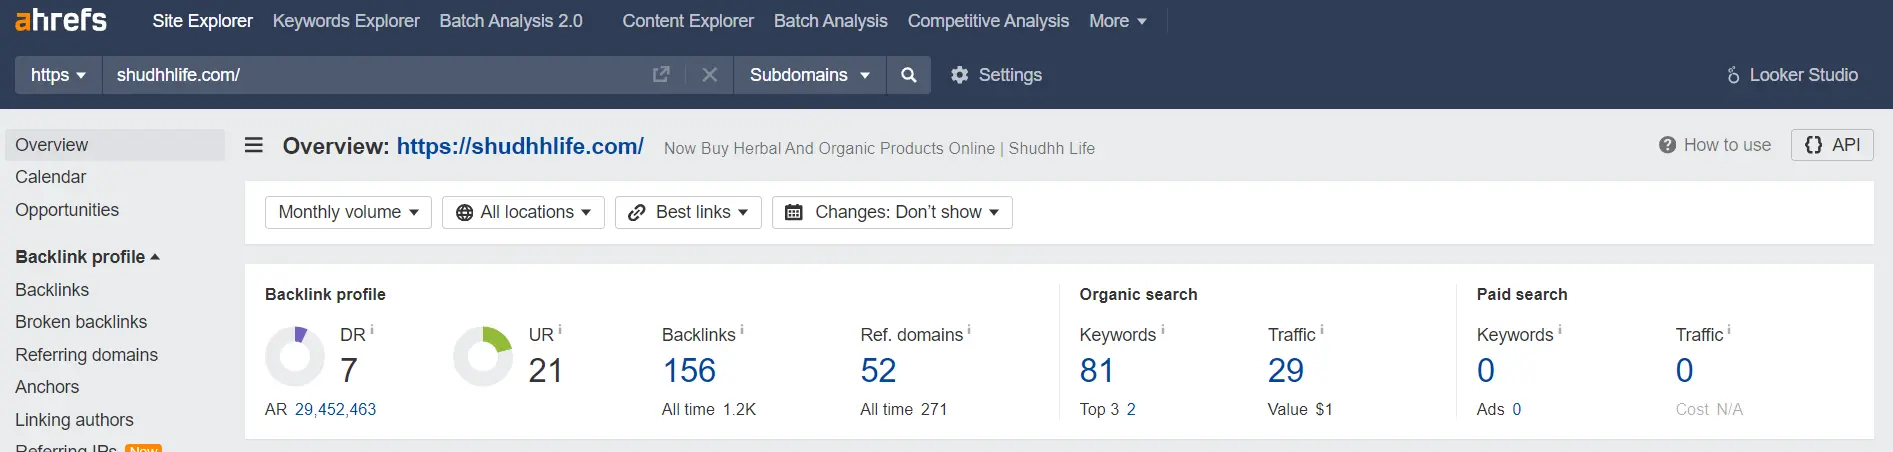 ahrefs Site Explorer Keywords Explorer Batch Analysis 2.0 Content Explorer Batch Analysis Competitive Analysis More
https shudhhlife.com/ Subdomains Settings Looker Studio
Overview
Calendar
Opportunities
Backlink profile
Backlinks
Broken backlinks
Referring domains
Anchors
Linking authors
Referring IPs New
Overview: https://shudhhlife.com/ Now Buy Herbal And Organic Products Online | Shudhh Life ? How to use {} API
Monthly volume All locations Best links Changes: Don't show
Backlink profile
DR i UR i Backlinks i Ref. domains i
7 21 156 52
AR 29,452,463 All time 1.2K All time 271
Organic search
Keywords i Traffic i
81 29
Top 3 2 Value $1
Paid search
Keywords i Traffic i
0 0
Ads 0 Cost N/A